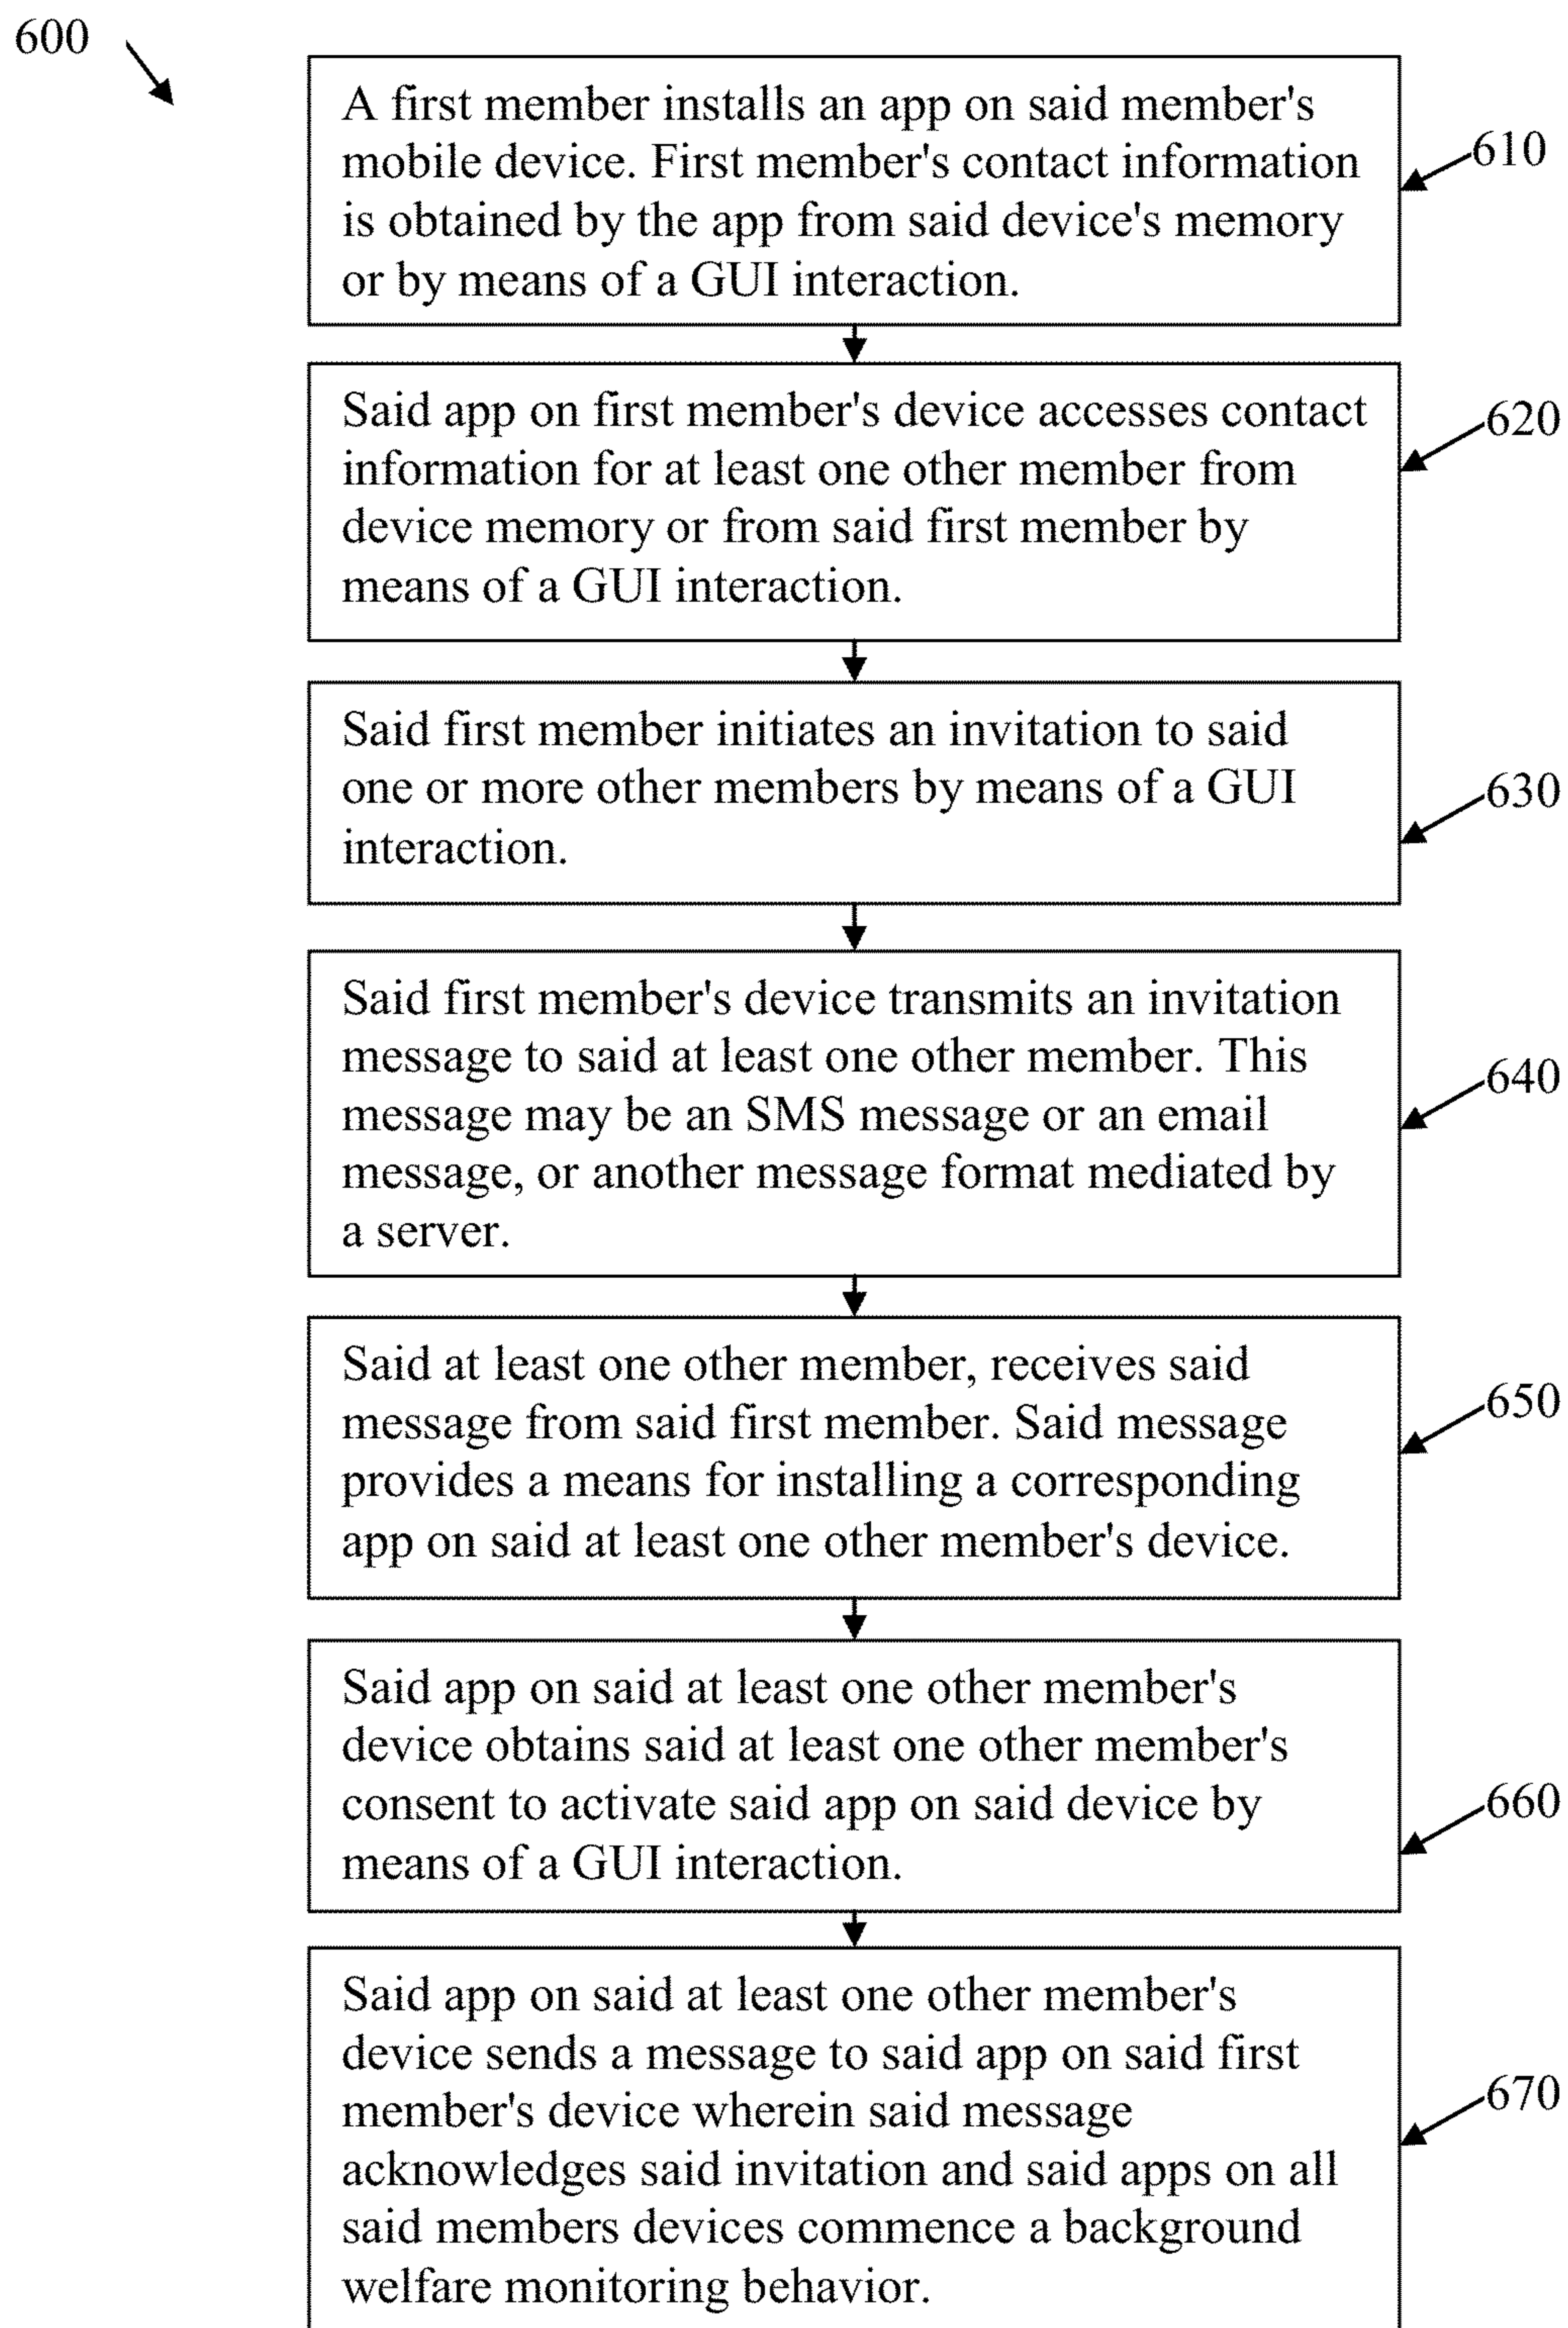 600
A first member installs an app on said member's
mobile device. First member's contact information
is obtained by the app from said device's memory
or by means of a GUI interaction.
610
Said app on first member's device accesses contact
information for at least one other member from
device memory or from said first member by
means of a GUI interaction.
620
Said first member initiates an invitation to said
one or more other members by means of a GUI
interaction.
630
Said first member's device transmits an invitation
message to said at least one other member. This
message may be an SMS message or an email
message, or another message format mediated by
a server.
640
Said at least one other member, receives said
message from said first member. Said message
provides a means for installing a corresponding
app on said at least one other member's device.
650
Said app on said at least one other member's
device obtains said at least one other member's
consent to activate said app on said device by
means of a GUI interaction.
660
Said app on said at least one other member's
device sends a message to said app on said first
member's device wherein said message
acknowledges said invitation and said apps on all
said members devices commence a background
welfare monitoring behavior.
670